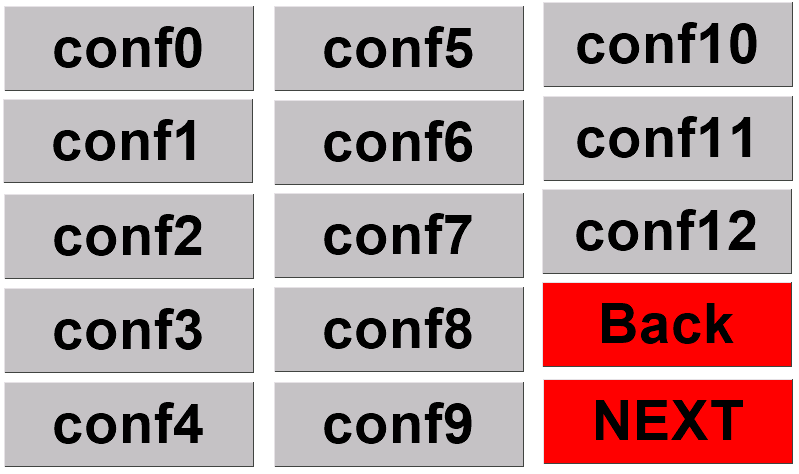 conf0
conf1
conf2
conf3
conf4
conf5
conf6
conf7
conf8
conf9
conf10
conf11
conf12
Back
NEXT